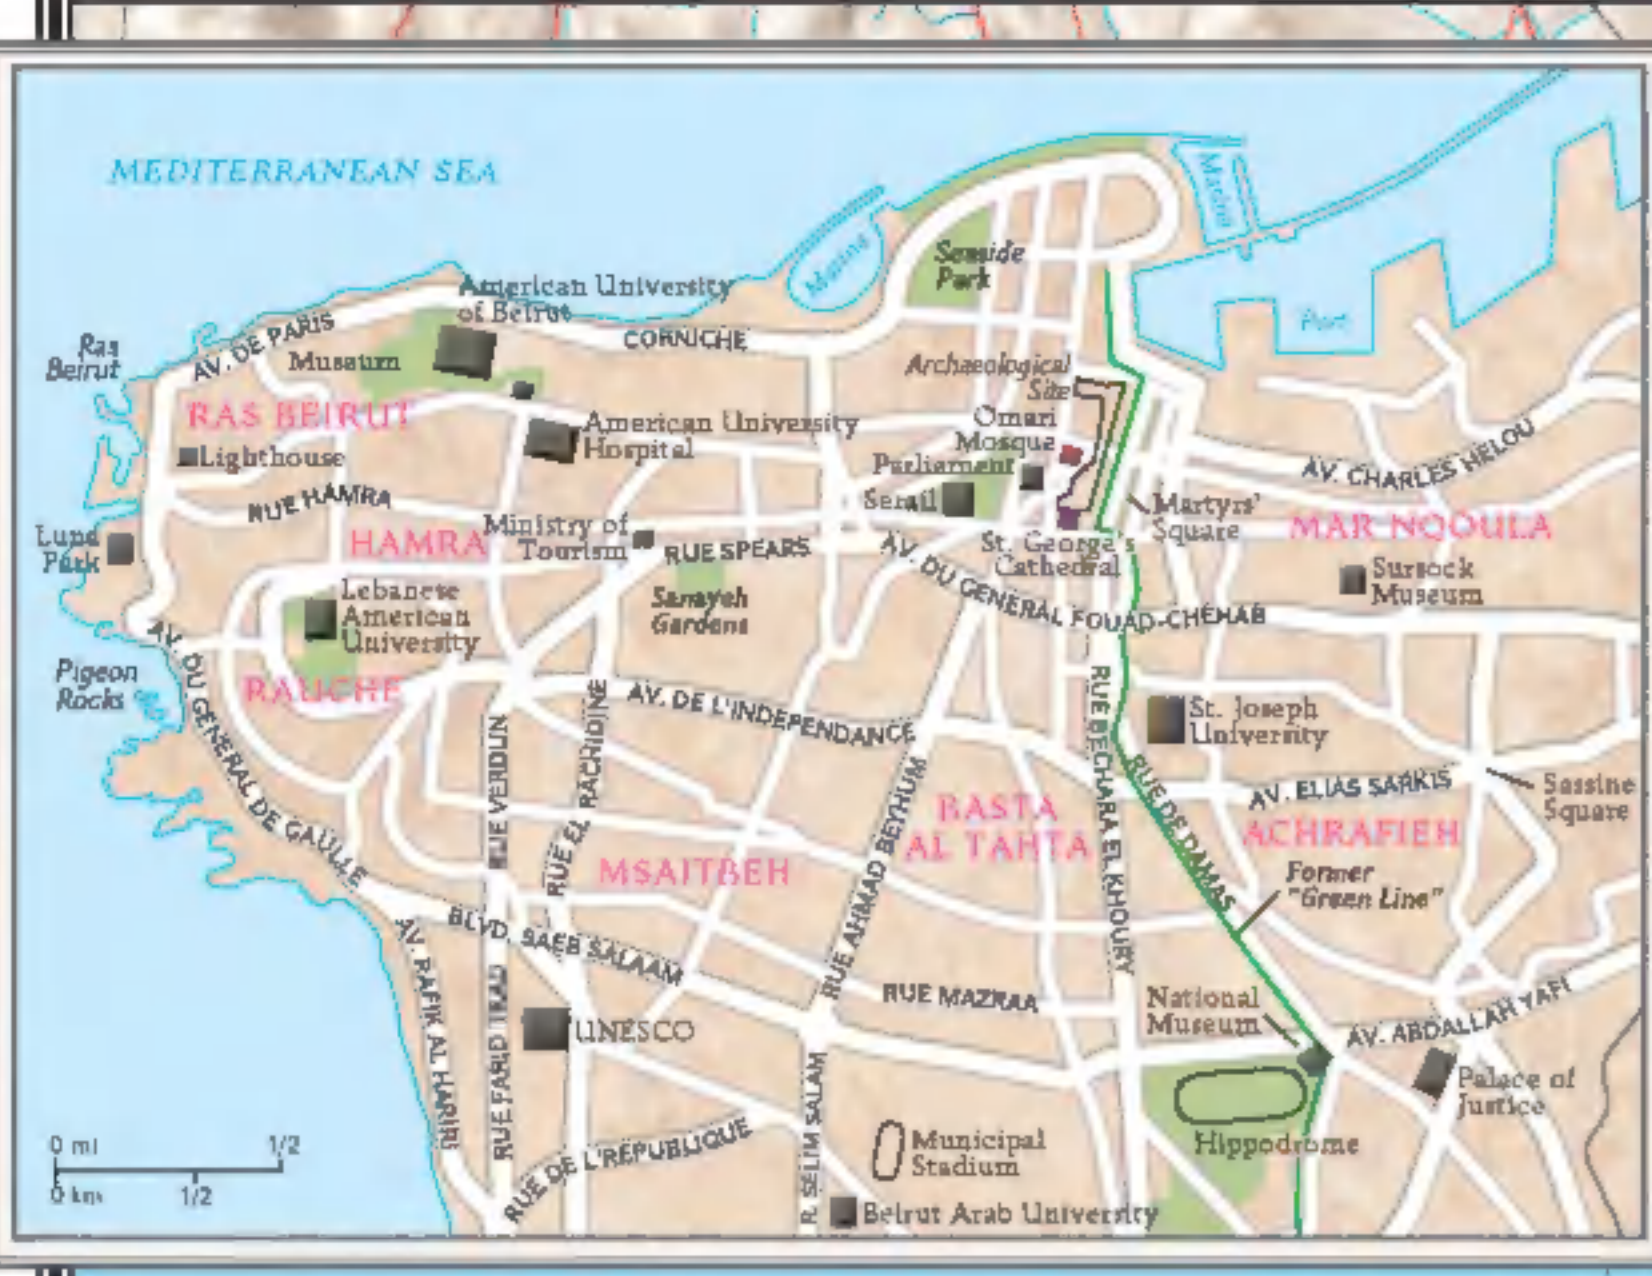 MEDITERRANEAN SEA
Marina
Marina
Seaside
Park
American University
of Beirut
Port
CORNICHE
AV. DE PARIS
Ras
Beirut
Museum
Archaeological
Site
RAS BEIRUT
Omari
Mosque
American University
Hospital
AV. CHARLES HELOU
Lighthouse
Parliament
Serail
RUE HAMRA
Martyrs'
Square
MAR NQOULA
Lund
Park
HAMRA
Ministry of
Tourism
RUE SPEARS
St. George's
Cathedral
AV. DU GENERAL FOUAD-CHEHAB
Sursock
Museum
Lebanese
American
University
Sanayeh
Gardens
Pigeon
Rocks
RAUCHE
AV. DU GENERAL DE GAULLE
AV. DE L'INDEPENDANCE
St. Joseph
University
RUE VERDUN
RUE EL RACHIDINE
RUE BECHARA EL KHOURY
RUE DE DAMAS
AV. ELIAS SARKIS
Sassine
Square
BASTA
AL TAHTA
ACHRAFIEH
MSAITBEH
RUE AHMAD BEYHUM
Former
"Green Line"
BLVD. SAEB SALAAM
AV. RAFIK AL HARIRI
RUE FARID TRAD
RUE MAZRAA
National
Museum
AV. ABDALLAH YAFI
UNESCO
Palace of
Justice
R. SELIM SALAM
Municipal
Stadium
Hippodrome
RUE DE L'REPUBLIQUE
Beirut Arab University
0 mi 1/2
0 km 1/2